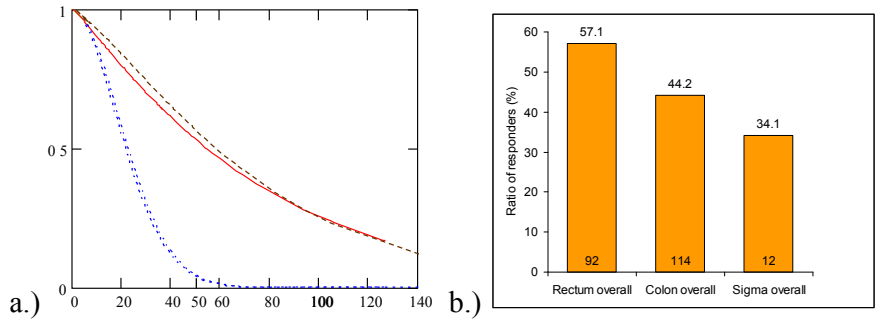 1
0 5
0
0 20 40 50 60 80 100 120 140
a.)
Ratio of responders (%)
60
50
40
30
20
10
0
57.1
44.2
34.1
92
114
12
Rectum overall
Colon overall
Sigma overall
b.)